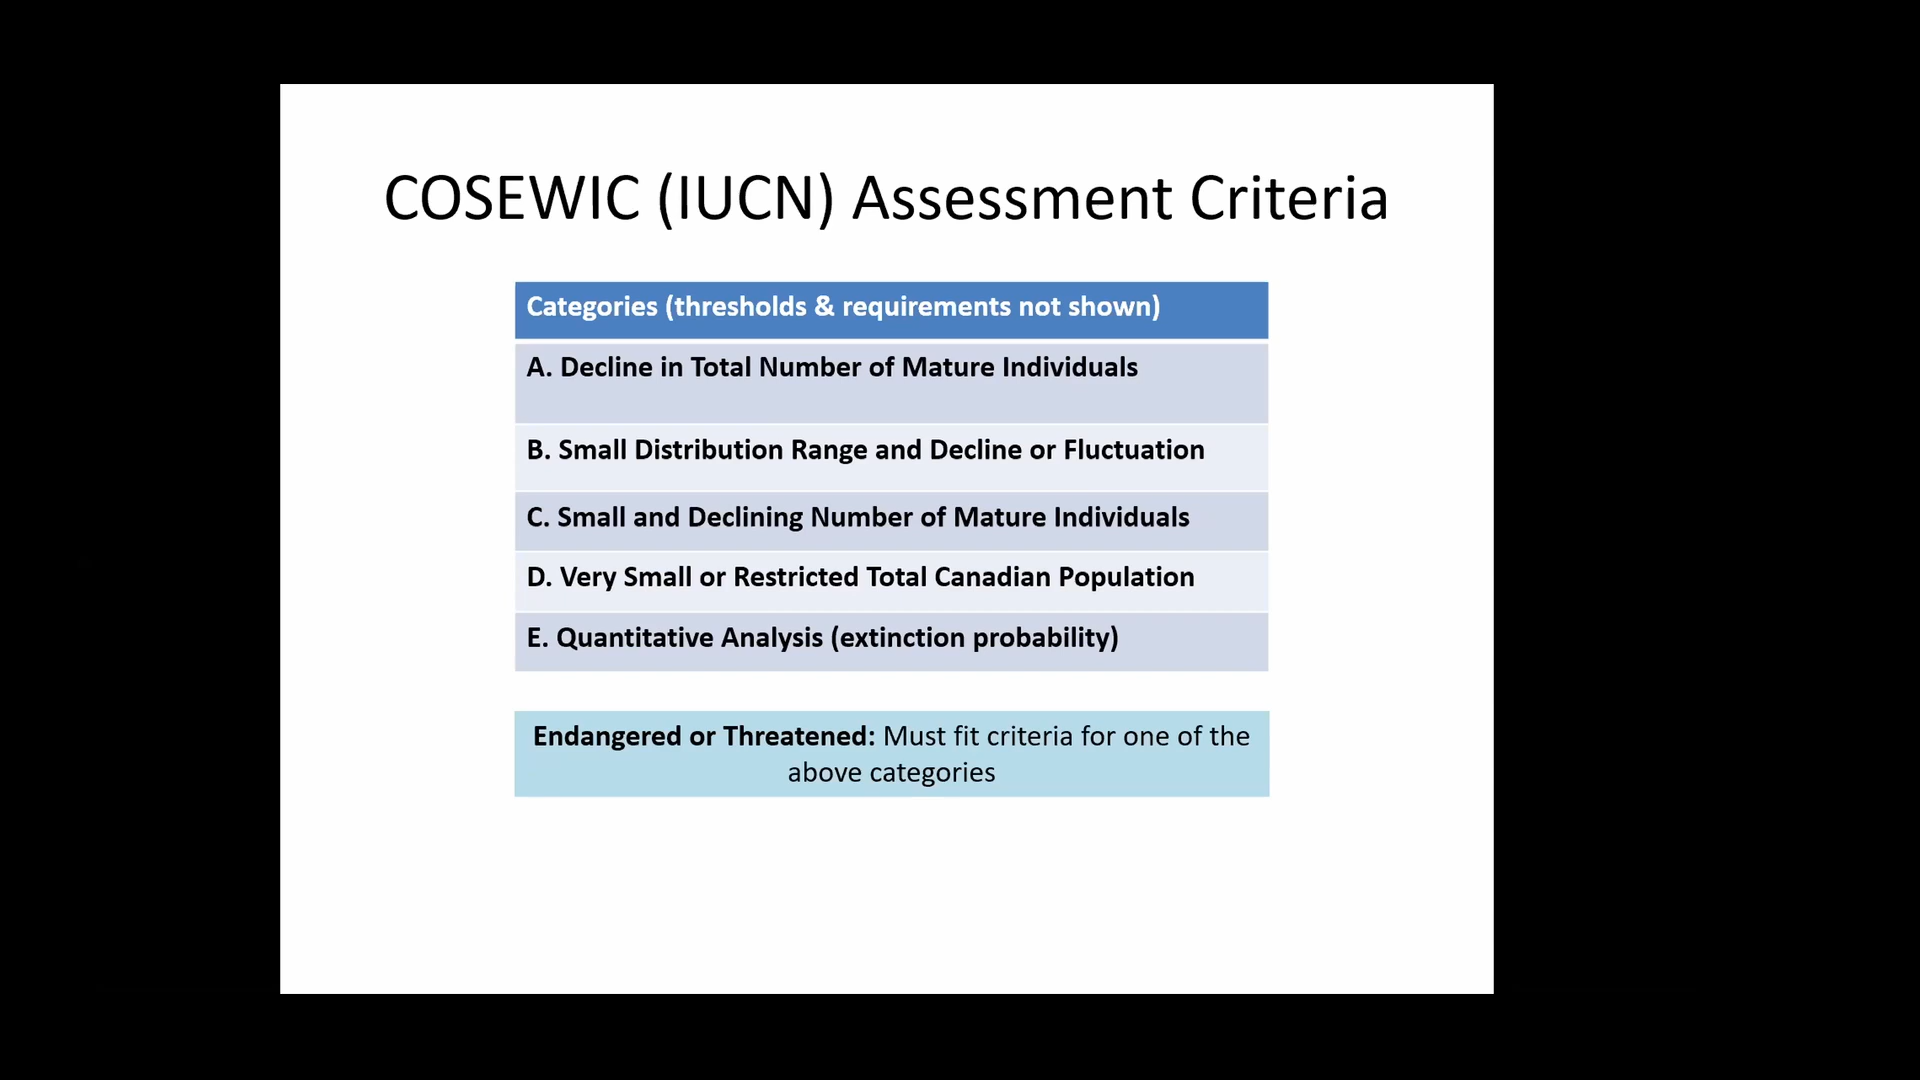 COSEWIC (IUCN) Assessment Criteria
Categories (thresholds & requirements not shown)
A. Decline in Total Number of Mature Individuals
B. Small Distribution Range and Decline or Fluctuation
C. Small and Declining Number of Mature Individuals
D. Very Small or Restricted Total Canadian Population
E. Quantitative Analysis (extinction probability)
Endangered or Threatened: Must fit criteria for one of the
above categories